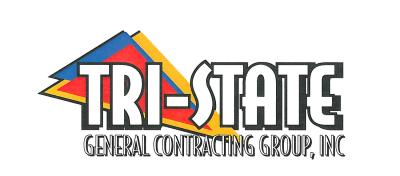 TRI-STATE
GENERAL CONTRACTING GROUP, INC